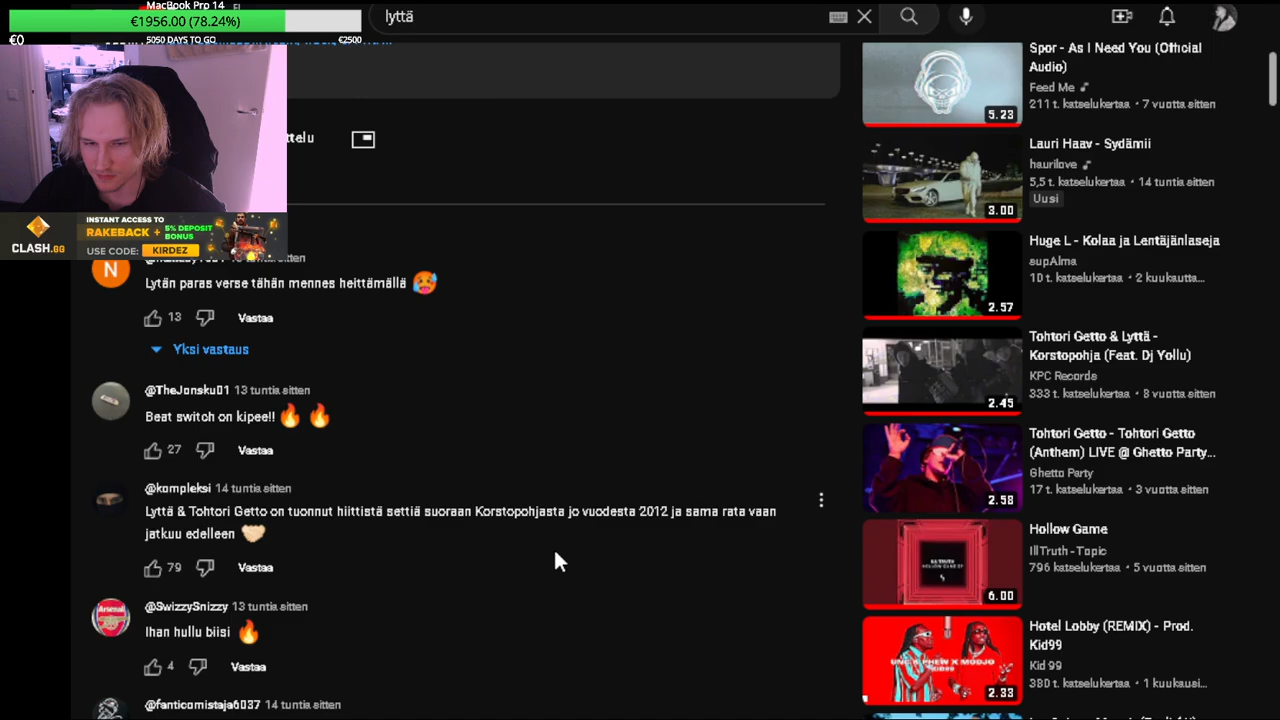 MacBook Pro 14
€1956.00 (78.24%)
€0
5050 DAYS TO GO
€2500
lyttä
CLASH.GG
INSTANT ACCESS TO
RAKEBACK +
5% DEPOSIT
BONUS
USE CODE: KIRDEZ
N
Lytän paras verse tähän mennes heittämällä 🥵
13
Vastaa
Yksi vastaus
@TheJonsku01 13 tuntia sitten
Beat switch on kipee!! 🔥 🔥
27
Vastaa
@kompleksi 14 tuntia sitten
Lyttä & Tohtori Getto on tuonnut hiittistä settiä suoraan Korstopohjasta jo vuodesta 2012 ja sama rata vaan
jatkuu edelleen 🤝
79
Vastaa
Arsenal
@SwizzySnizzy 13 tuntia sitten
Ihan hullu biisi 🔥
4
Vastaa
@fanticomistaja6037 14 tuntia sitten
Spor - As I Need You (Official
Audio)
Feed Me
211 t. katselukertaa • 7 vuotta sitten
5.23
Lauri Haav - Sydämii
haurilove
5,5 t. katselukertaa • 14 tuntia sitten
Uusi
3.00
Huge L - Kolaa ja Lentäjänlaseja
supAlma
10 t. katselukertaa • 2 kuukautta...
2.57
Tohtori Getto & Lyttä -
Korstopohja (Feat. Dj Yollu)
KPC Records
333 t. katselukertaa • 8 vuotta sitten
2.45
Tohtori Getto - Tohtori Getto
(Anthem) LIVE @ Ghetto Party...
Ghetto Party
17 t. katselukertaa • 3 vuotta sitten
2.58
Hollow Game
Ill Truth - Topic
796 katselukertaa • 5 vuotta sitten
6.00
Hotel Lobby (REMIX) - Prod.
Kid99
Kid 99
380 t. katselukertaa • 1 kuukausi...
2.33